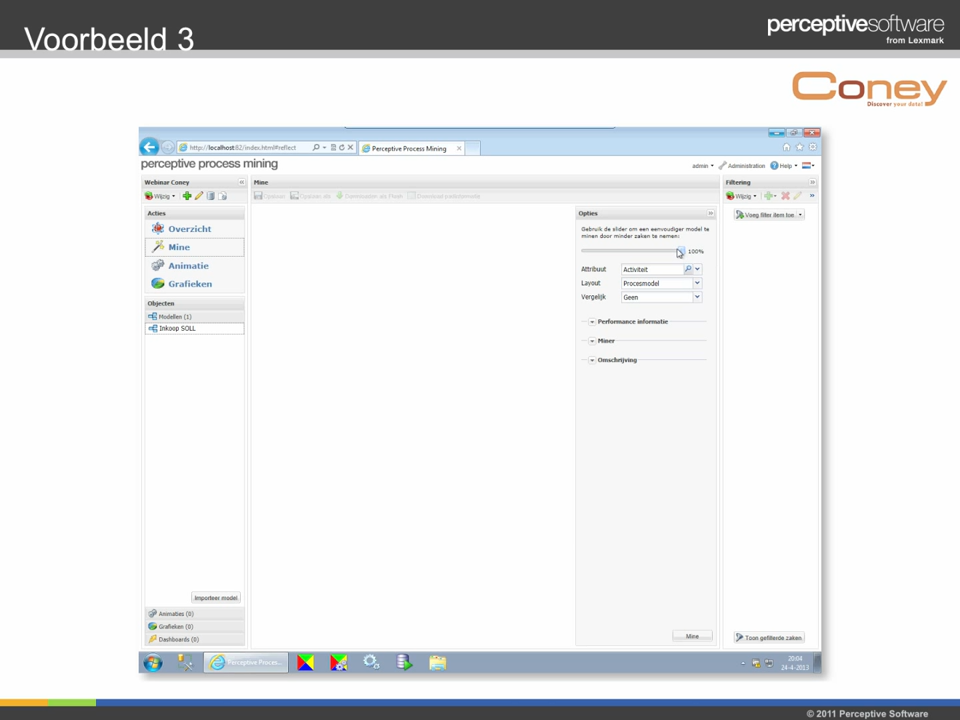 Voorbeeld 3
perceptivesoftware
from Lexmark
Coney
Discover your data!
http://localhost:82/index.html#reflect
Perceptive Process Mining
perceptive process mining
admin
Administration
Help
Webinar Coney
Mine
Filtering
Wijzig
Opslaan als
Wijzig
Acties
Opties
Voeg filter item toe
Overzicht
Mine
Animatie
Grafieken
Gebruik de slider om een eenvoudiger model te
minen door minder zaken te nemen:
100%
Attribuut Activiteit
Layout Procesmodel
Vergelijk Geen
Objecten
Modellen (1)
Inkoop SOLL
Performance informatie
Miner
Omschrijving
Importeer model
Animaties (0)
Grafieken (0)
Dashboards (0)
Mine
Toon gefilterde zaken
Perceptive Proces...
20:04
24-4-2013
© 2011 Perceptive Software